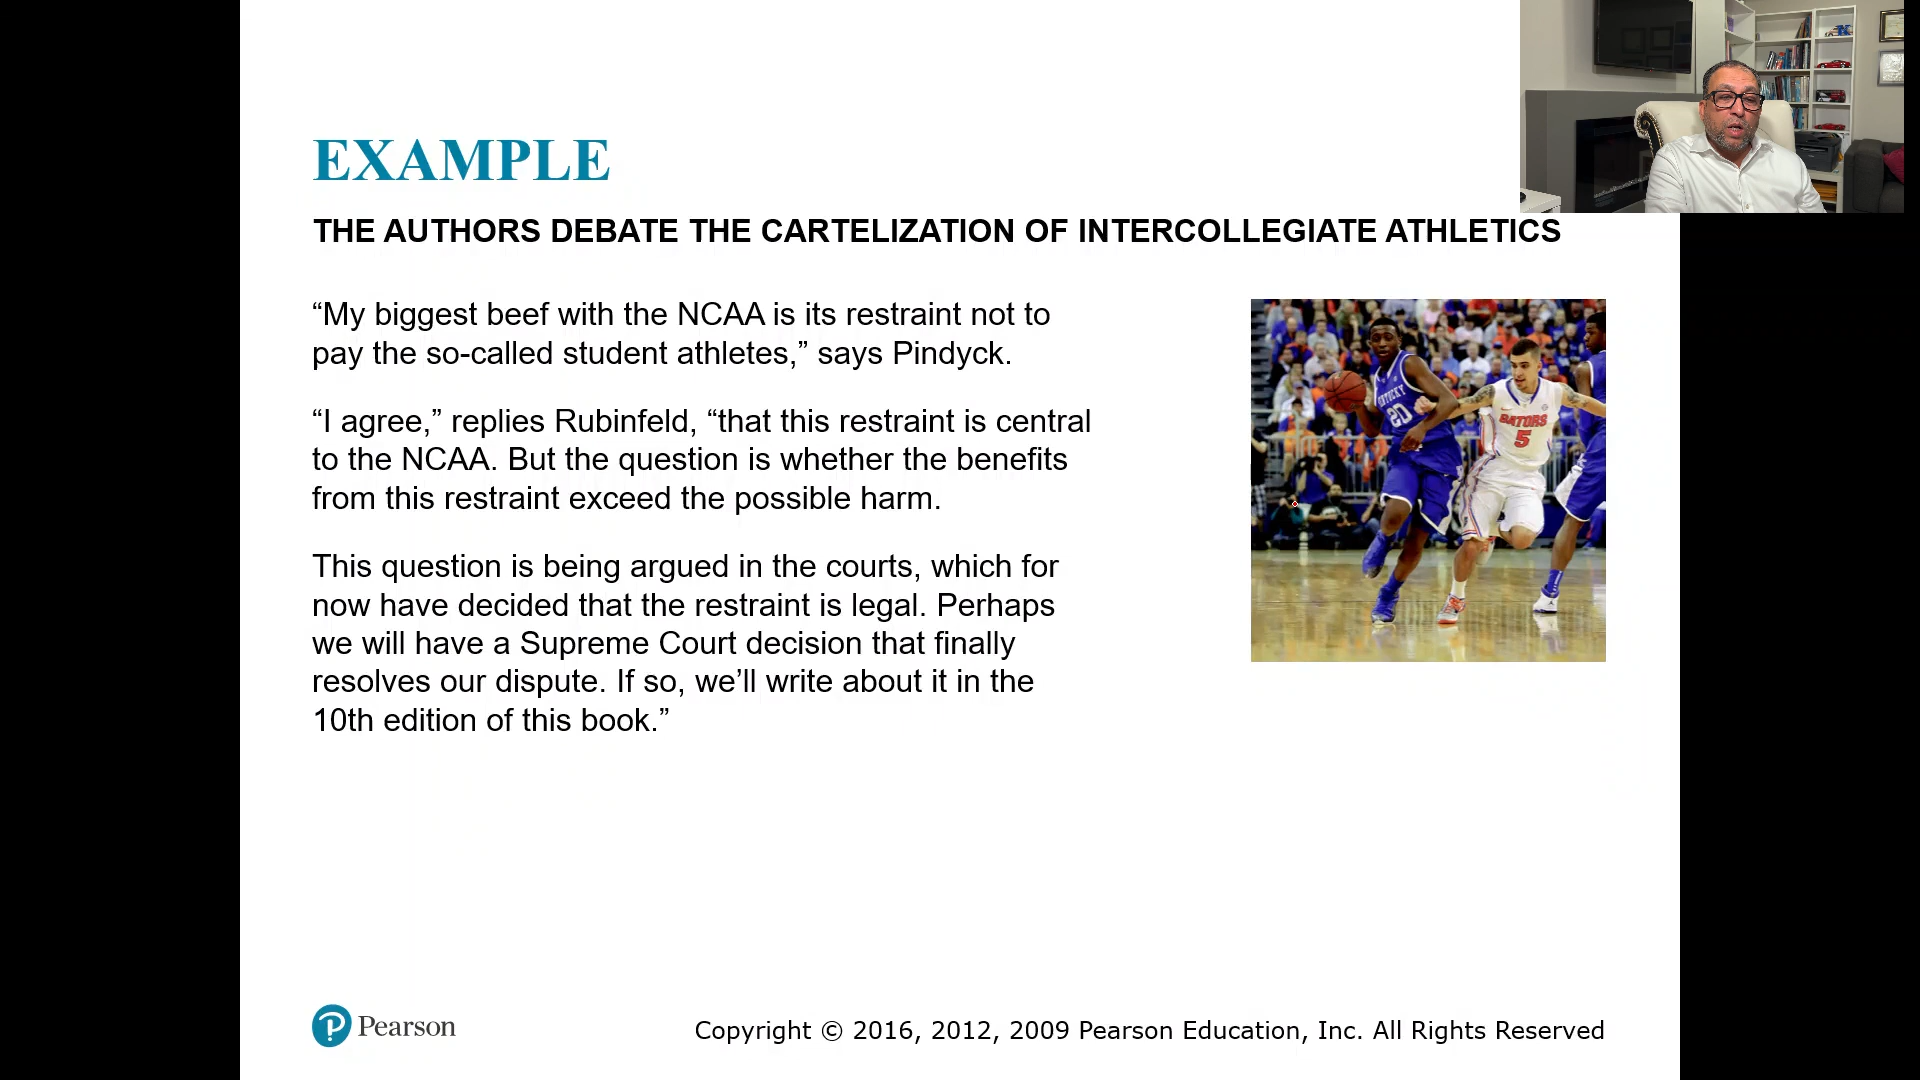 EXAMPLE
THE AUTHORS DEBATE THE CARTELIZATION OF INTERCOLLEGIATE ATHLETICS
“My biggest beef with the NCAA is its restraint not to
pay the so-called student athletes,” says Pindyck.
“I agree,” replies Rubinfeld, “that this restraint is central
to the NCAA. But the question is whether the benefits
from this restraint exceed the possible harm.
This question is being argued in the courts, which for
now have decided that the restraint is legal. Perhaps
we will have a Supreme Court decision that finally
resolves our dispute. If so, we’ll write about it in the
10th edition of this book.”
KENTUCKY
20
GATORS
5
Pearson
Copyright © 2016, 2012, 2009 Pearson Education, Inc. All Rights Reserved